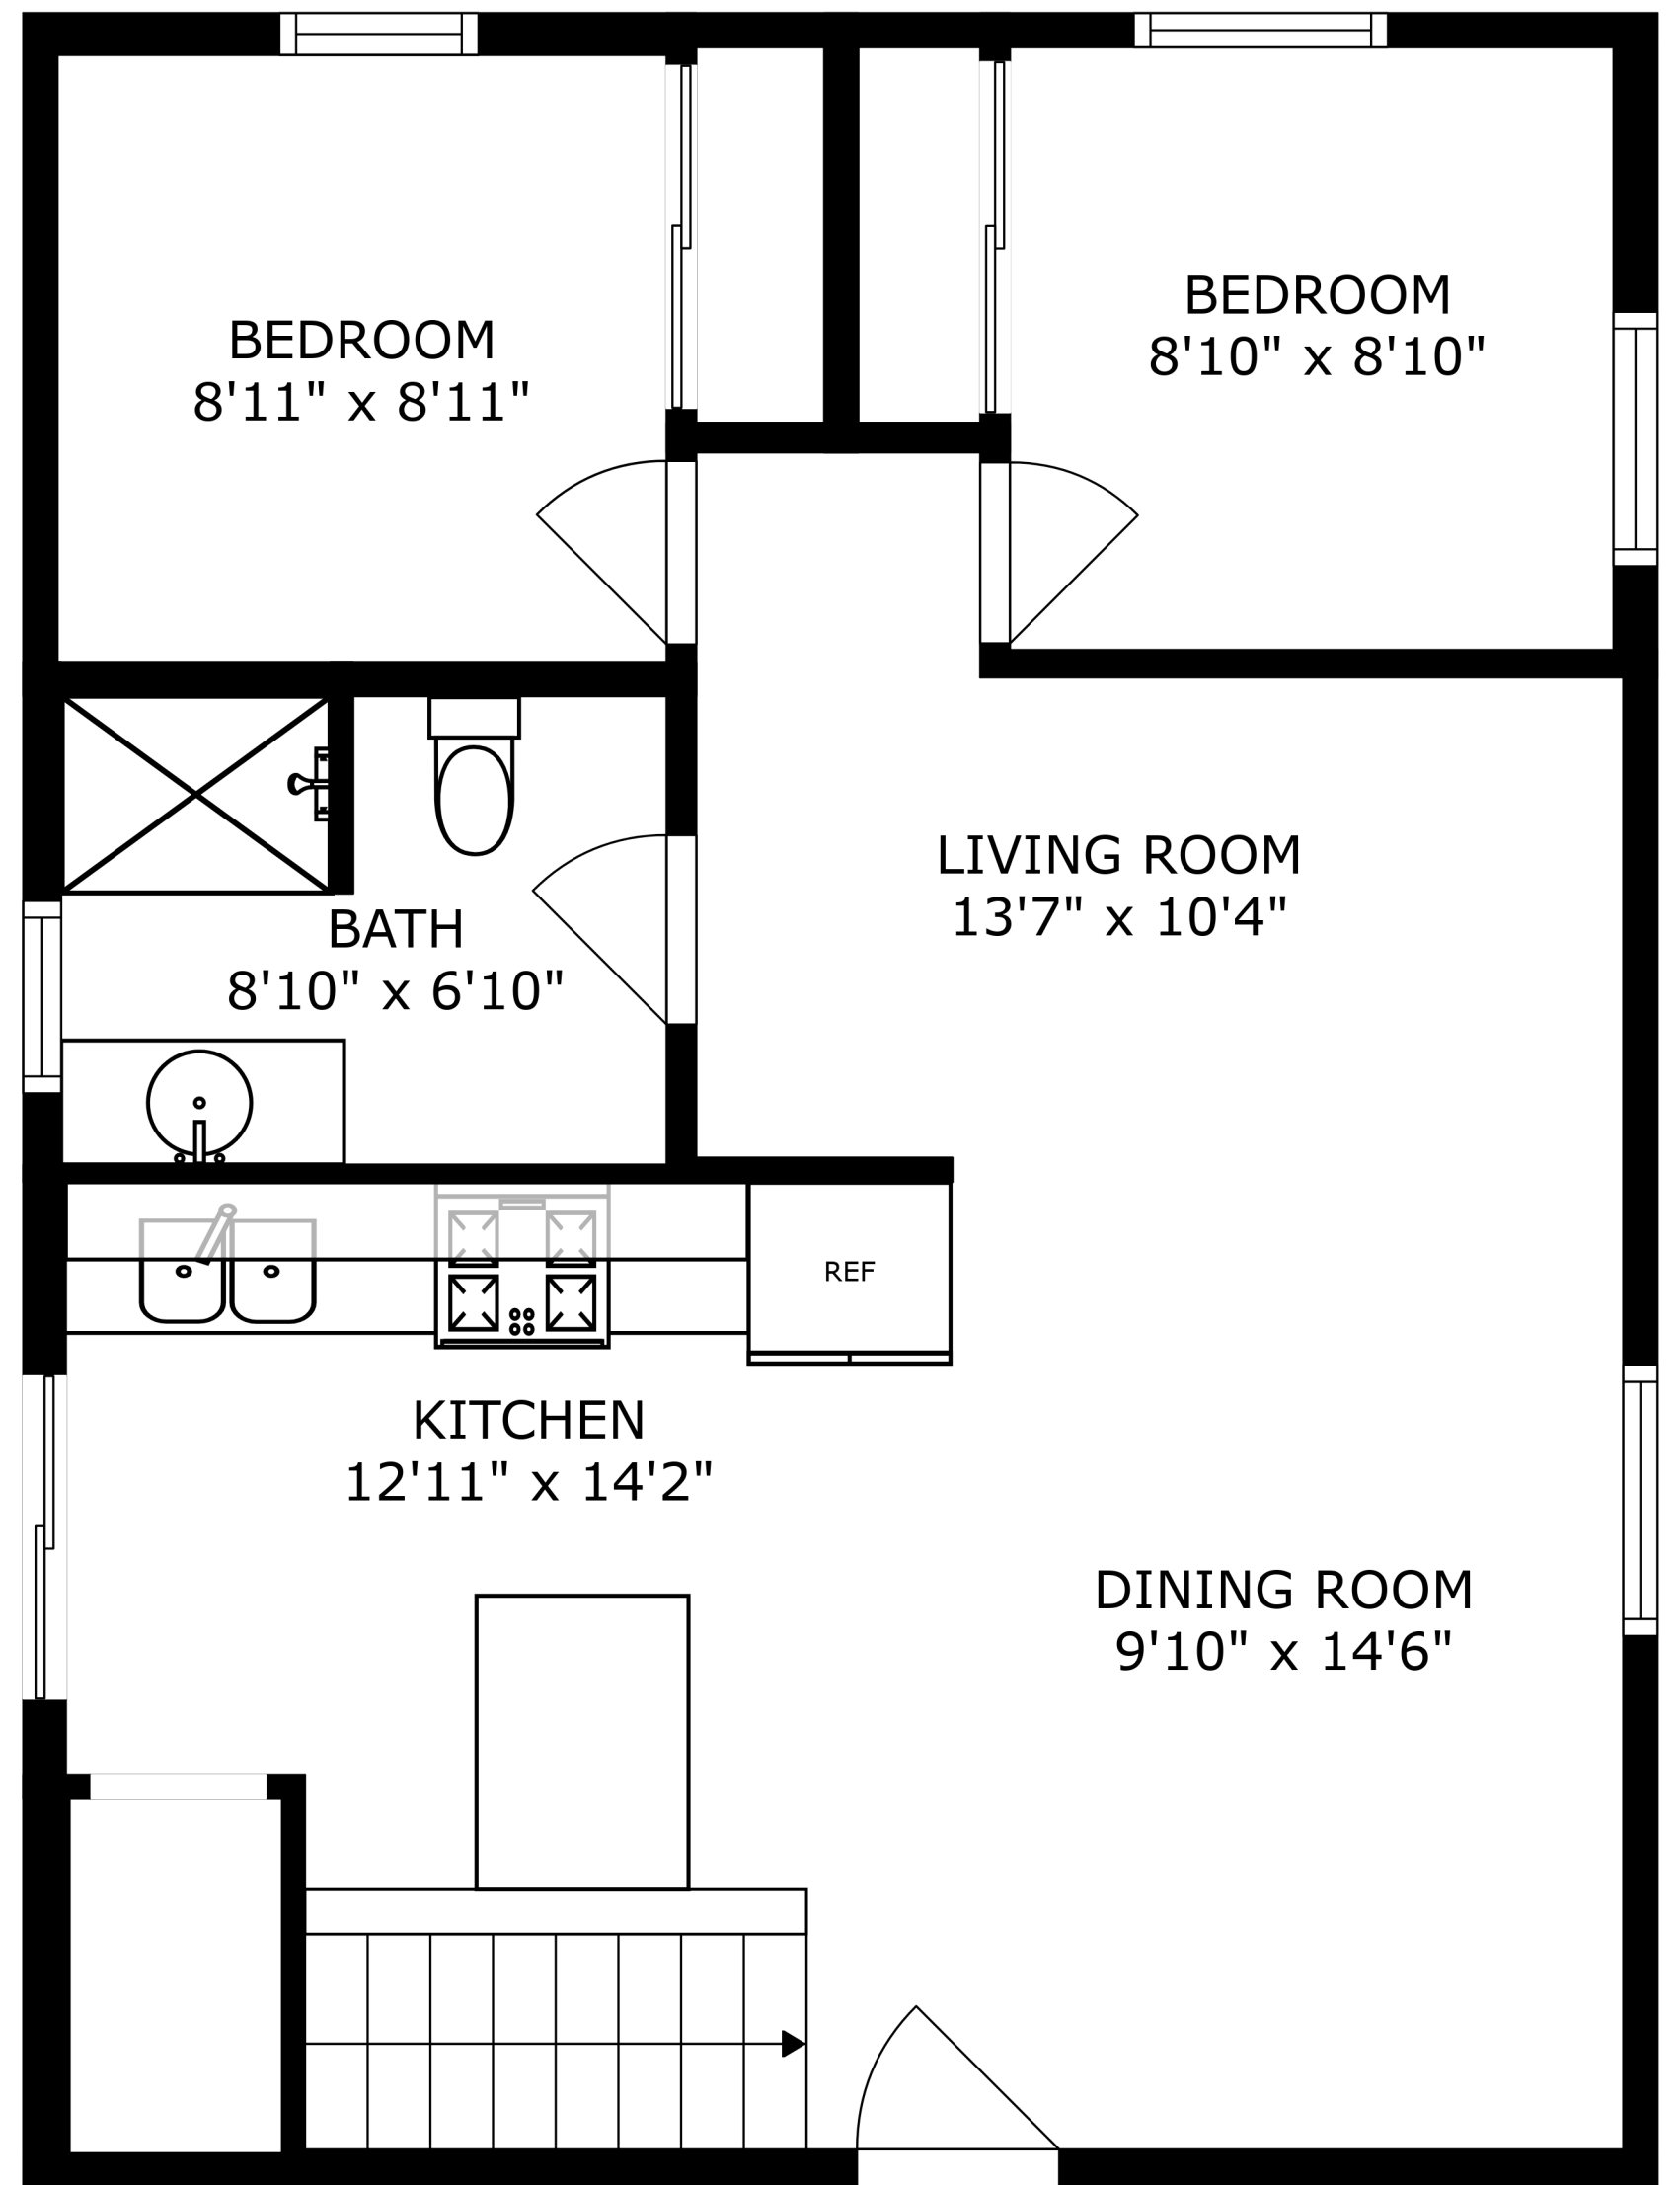 BEDROOM
8'11" x 8'11"
BEDROOM
8'10" x 8'10"
LIVING ROOM
13'7" x 10'4"
BATH
8'10" x 6'10"
REF
KITCHEN
12'11" x 14'2"
DINING ROOM
9'10" x 14'6"